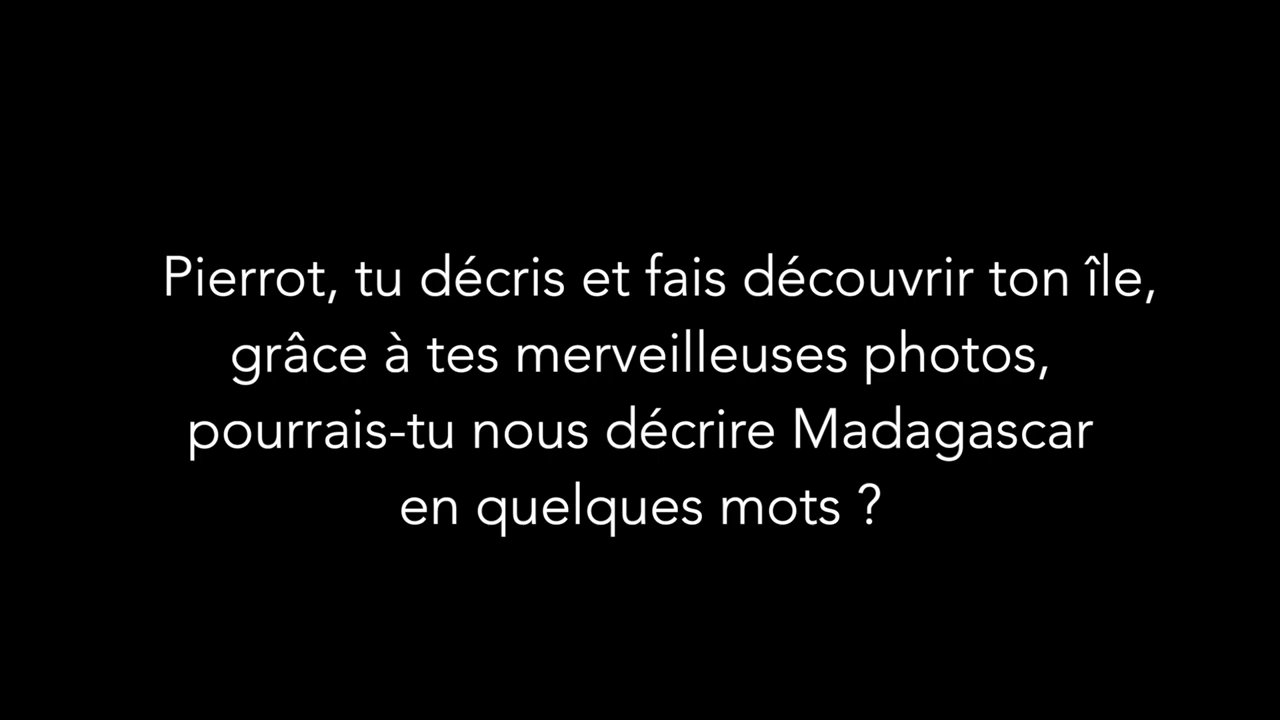 Pierrot, tu décris et fais découvrir ton île,
grâce à tes merveilleuses photos,
pourrais-tu nous décrire Madagascar
en quelques mots ?